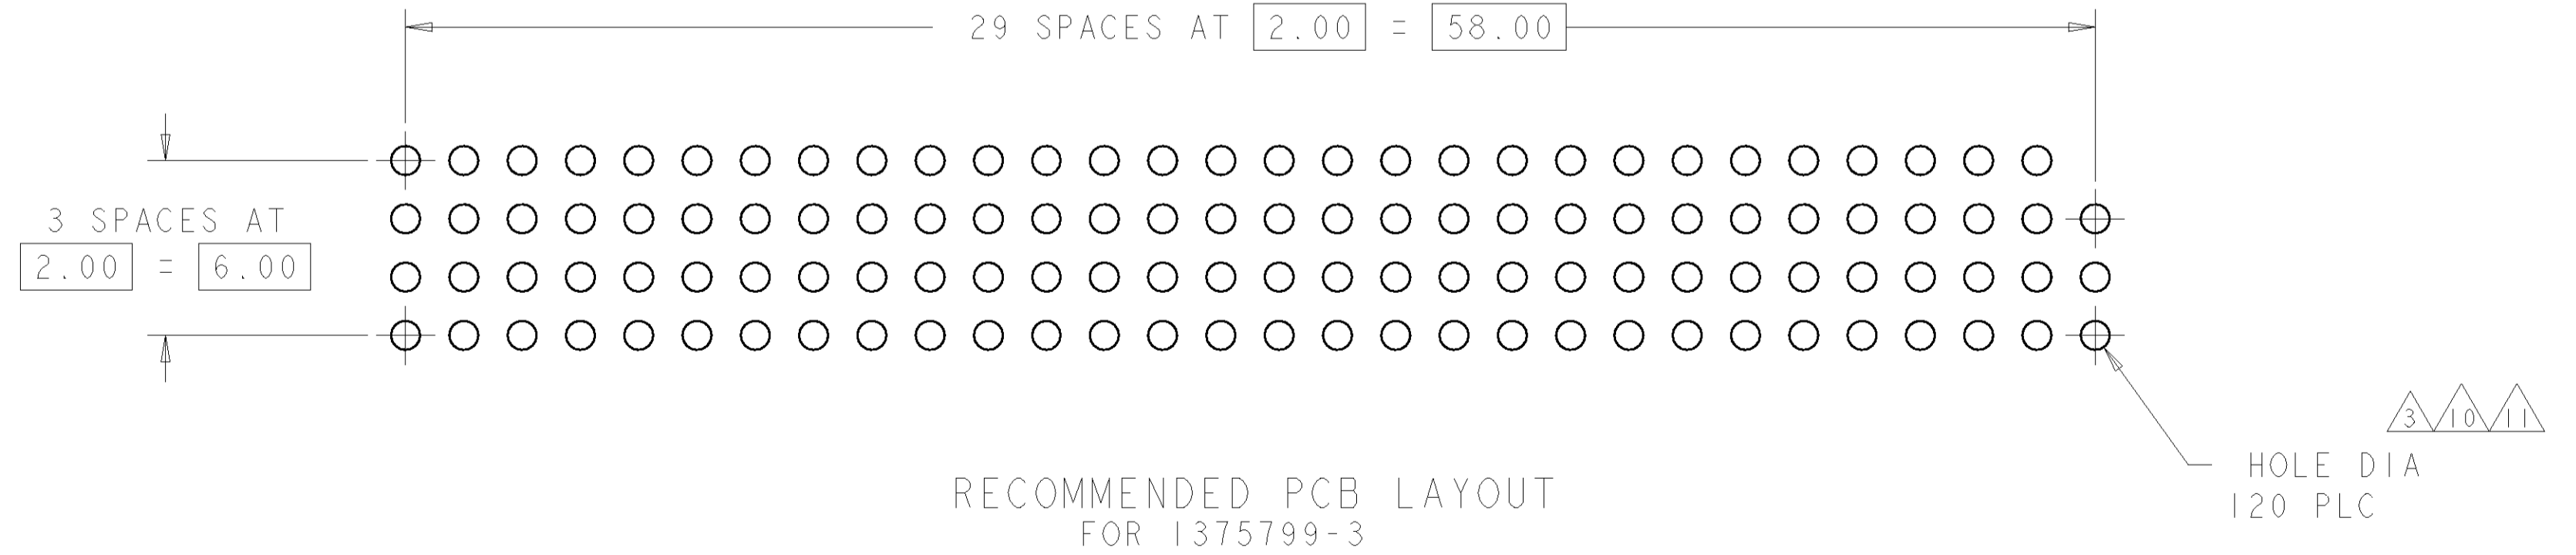 29 SPACES AT 2.00 = 58.00
3 SPACES AT
2.00 = 6.00
3 10 11
HOLE DIA
120 PLC
RECOMMENDED PCB LAYOUT
FOR 1375799-3